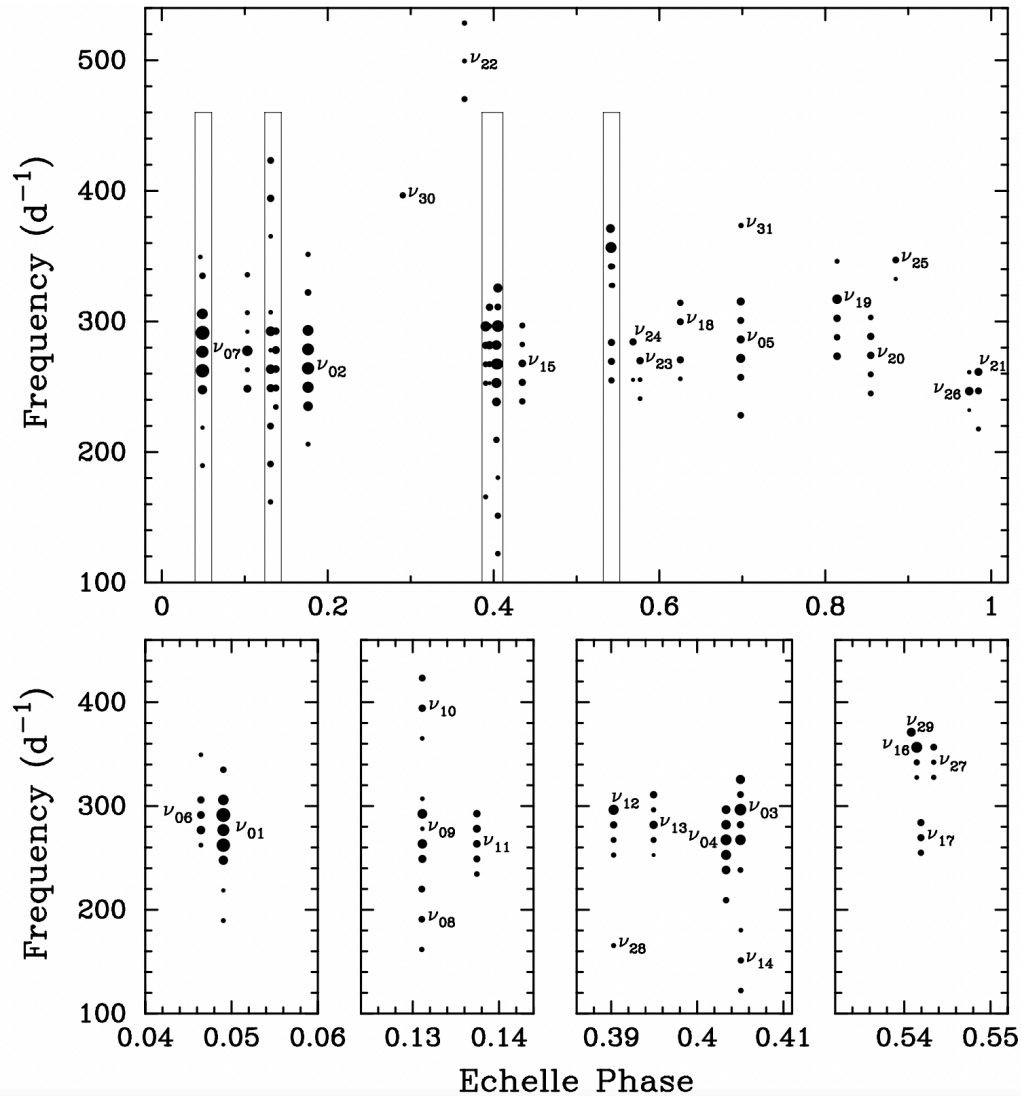 500
400
300
200
100
Frequency (d⁻¹)
ν₂₂
ν₃₀
ν₃₁
ν₂₅
ν₁₉
ν₁₈
ν₂₄
ν₀₅
ν₀₇
ν₂₃
ν₂₀
ν₁₅
ν₀₂
ν₂₁
ν₂₆
0 0.2 0.4 0.6 0.8 1
400
300
200
100
Frequency (d⁻¹)
ν₀₆
ν₀₁
ν₁₀
ν₀₉
ν₁₁
ν₀₈
ν₁₂
ν₁₃
ν₀₄
ν₀₃
ν₂₈
ν₁₄
ν₂₉
ν₁₆
ν₂₇
ν₁₇
0.04 0.05 0.06 0.13 0.14 0.39 0.4 0.41 0.54 0.55
Echelle Phase